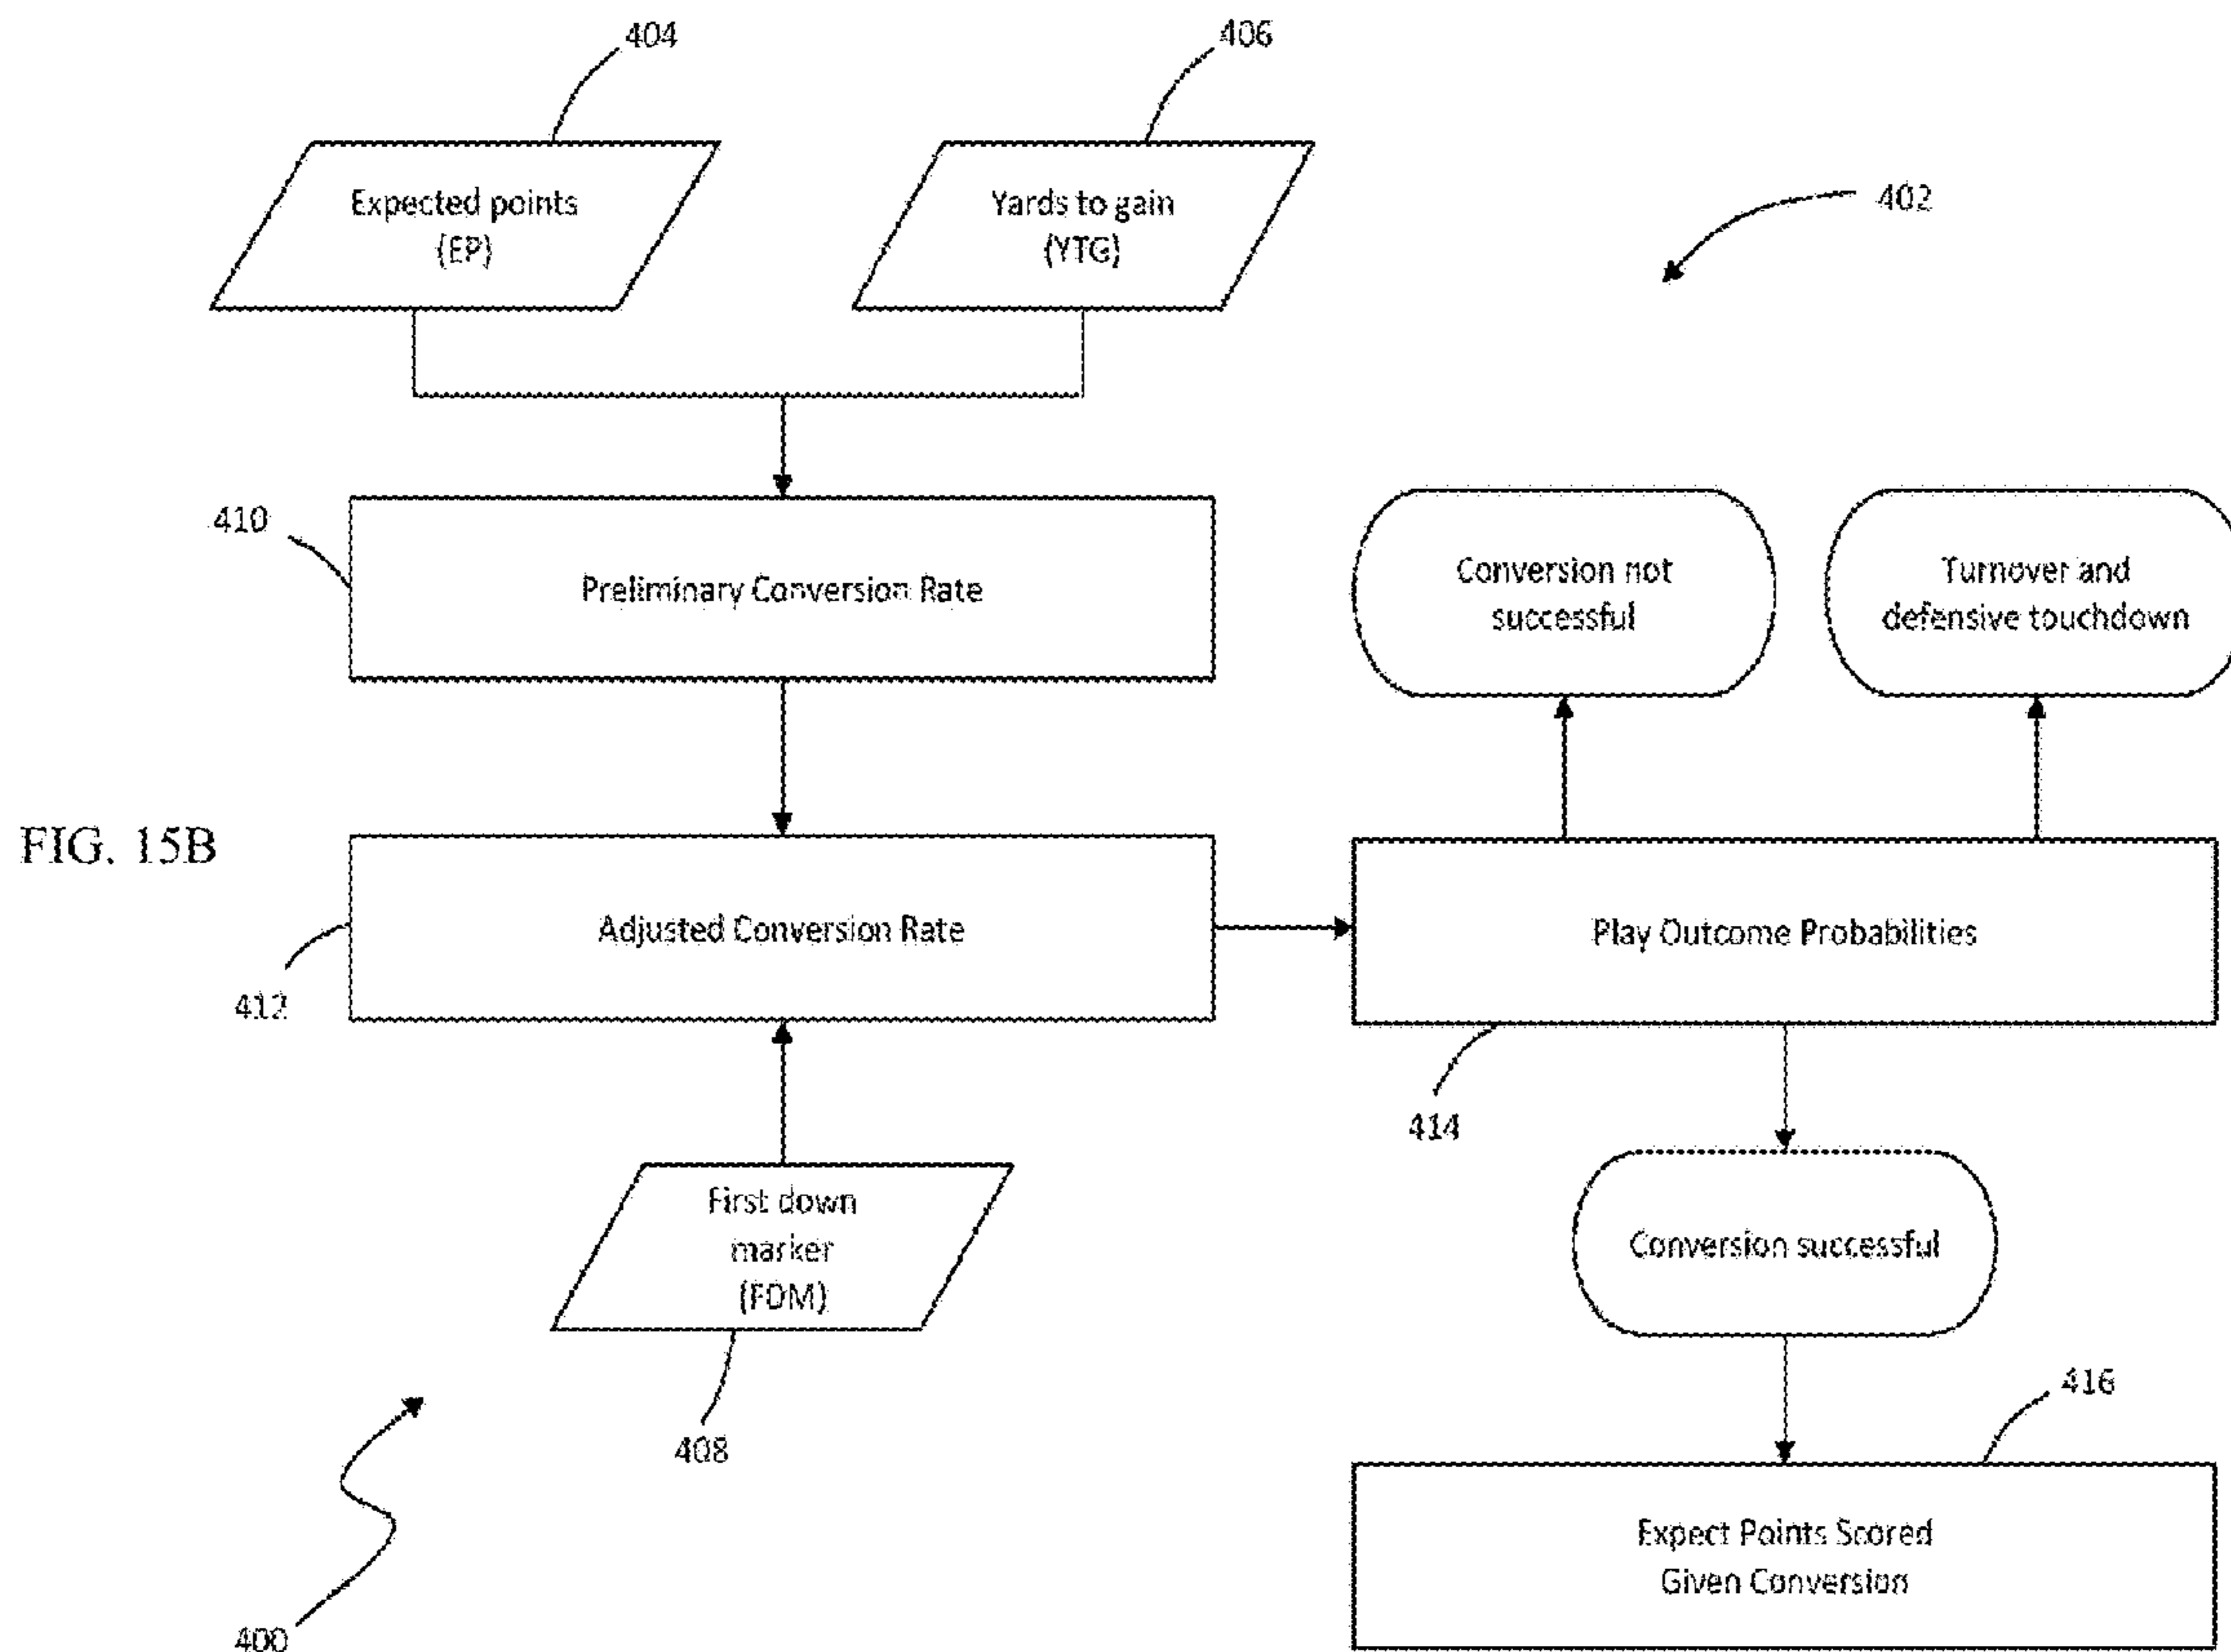 404
406
Expected points
(EP)
Yards to gain
(YTG)
402
410
Preliminary Conversion Rate
Conversion not
successful
Turnover and
defensive touchdown
FIG. 15B
Adjusted Conversion Rate
Play Outcome Probabilities
412
414
First down
marker
(FDM)
Conversion successful
408
416
Expect Points Scored
Given Conversion
400